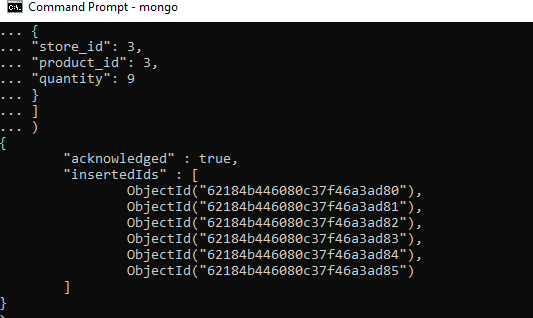 Command Prompt - mongo
... {
... "store_id": 3,
... "product_id": 3,
... "quantity": 9
... }
... ]
... )
{
        "acknowledged" : true,
        "insertedIds" : [
                ObjectId("62184b446080c37f46a3ad80"),
                ObjectId("62184b446080c37f46a3ad81"),
                ObjectId("62184b446080c37f46a3ad82"),
                ObjectId("62184b446080c37f46a3ad83"),
                ObjectId("62184b446080c37f46a3ad84"),
                ObjectId("62184b446080c37f46a3ad85")
        ]
}